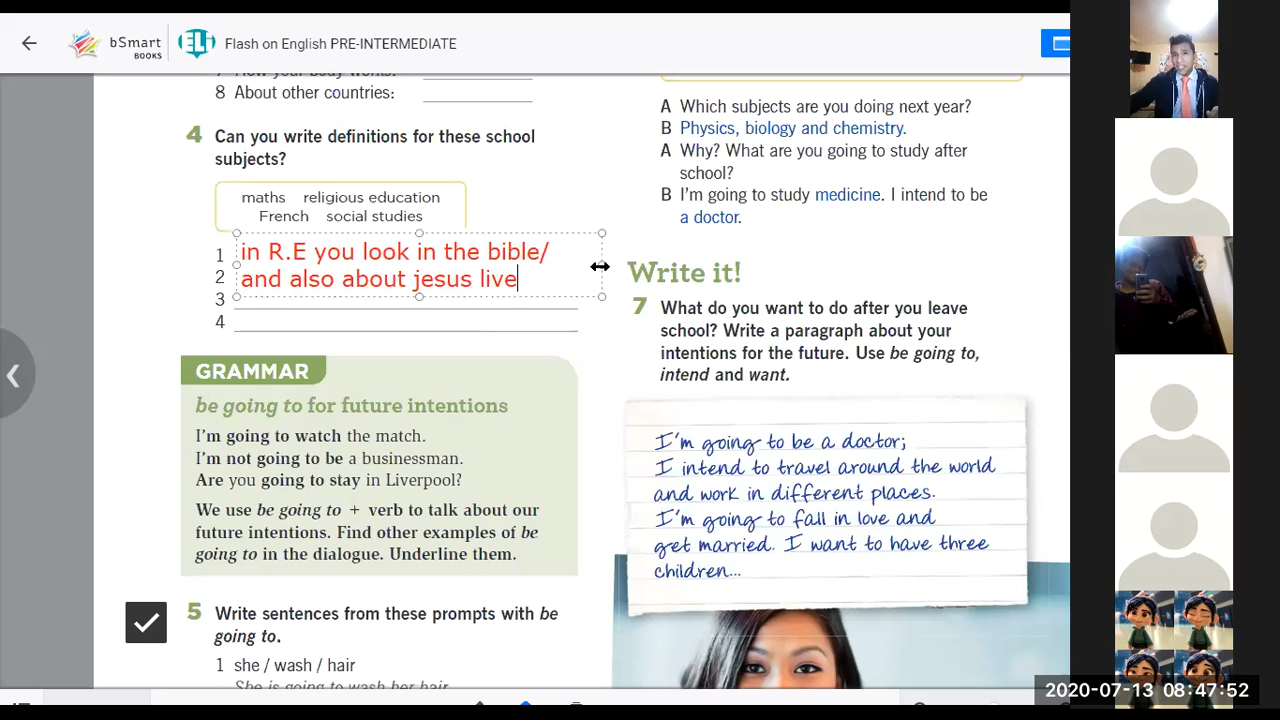 bSmart
BOOKS
ELi
Flash on English PRE-INTERMEDIATE
8 About other countries:
4 Can you write definitions for these school
subjects?
maths religious education
French social studies
1 in R.E you look in the bible/
2 and also about jesus live
3
4
GRAMMAR
be going to for future intentions
I'm going to watch the match.
I'm not going to be a businessman.
Are you going to stay in Liverpool?
We use be going to + verb to talk about our
future intentions. Find other examples of be
going to in the dialogue. Underline them.
5 Write sentences from these prompts with be
going to.
1 she / wash / hair
She is going to wash her hair
A Which subjects are you doing next year?
B Physics, biology and chemistry.
A Why? What are you going to study after
school?
B I'm going to study medicine. I intend to be
a doctor.
Write it!
7 What do you want to do after you leave
school? Write a paragraph about your
intentions for the future. Use be going to,
intend and want.
I'm going to be a doctor;
I intend to travel around the world
and work in different places.
I'm going to fall in love and
get married. I want to have three
children...
2020-07-13 08:47:52